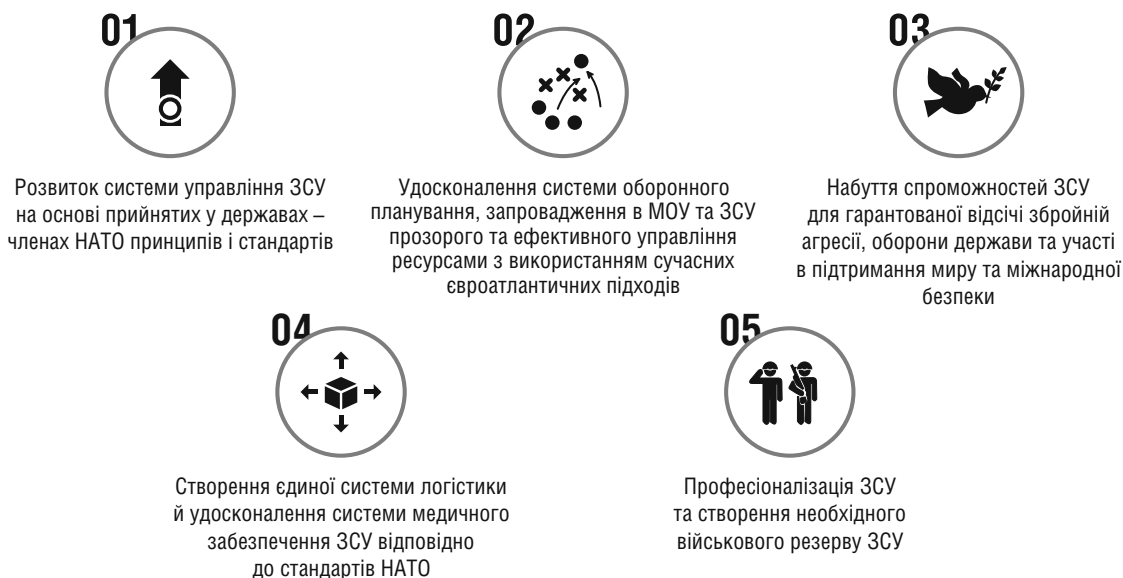 01
Розвиток системи управління ЗСУ
на основі прийнятих у державах –
членах НАТО принципів і стандартів
02
Удосконалення системи оборонного
планування, запровадження в МОУ та ЗСУ
прозорого та ефективного управління
ресурсами з використанням сучасних
євроатлантичних підходів
03
Набуття спроможностей ЗСУ
для гарантованої відсічі збройній
агресії, оборони держави та участі
в підтримання миру та міжнародної
безпеки
04
Створення єдиної системи логістики
й удосконалення системи медичного
забезпечення ЗСУ відповідно
до стандартів НАТО
05
Професіоналізація ЗСУ
та створення необхідного
військового резерву ЗСУ